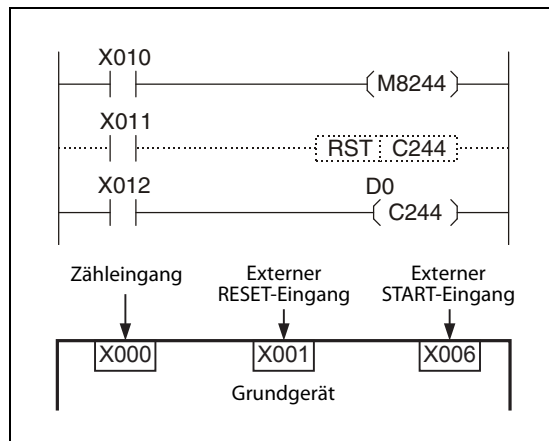 X010
M8244
X011
RST C244
X012
D0
C244
Zähleingang
Externer RESET-Eingang
Externer START-Eingang
X000
X001
X006
Grundgerät